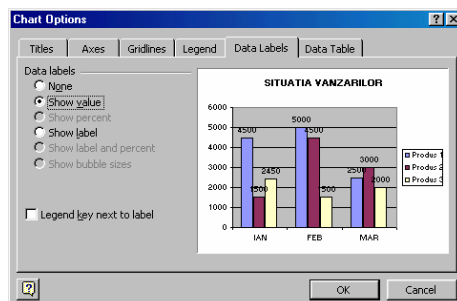 Chart Options
Titles Axes Gridlines Legend Data Labels Data Table
Data labels
None
Show value
Show percent
Show label
Show label and percent
Show bubble sizes
Legend key next to label
SITUATIA VANZARILOR
6000
5000
4000
3000
2000
1000
0
4500
1500
2450
5000
4500
1500
2500
3000
2000
IAN FEB MAR
Produs 1
Produs 2
Produs 3
OK Cancel